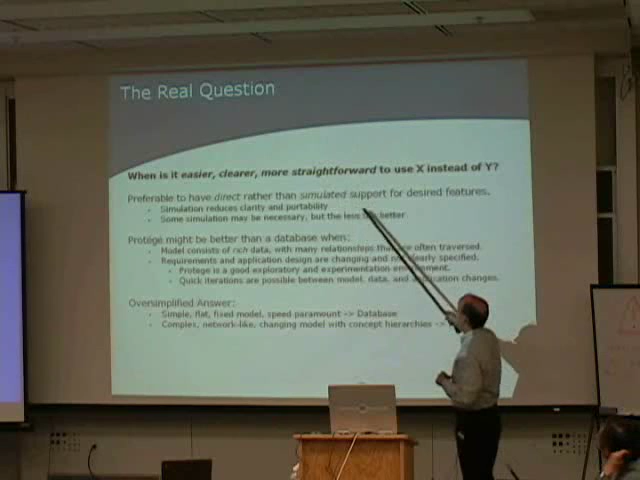 The Real Question
When is it easier, clearer, more straightforward to use X instead of Y?
Preferable to have direct rather than simulated support for desired features.
Simulation reduces clarity and portability
Some simulation may be necessary, but the less the better
Protégé might be better than a database when:
Model consists of rich data, with many relationships that are often traversed.
Requirements and application design are changing and not clearly specified.
Protege is a good exploratory and experimentation environment.
Quick iterations are possible between model, data, and application changes.
Oversimplified Answer:
Simple, flat, fixed model, speed paramount -> Database
Complex, network-like, changing model with concept hierarchies ->